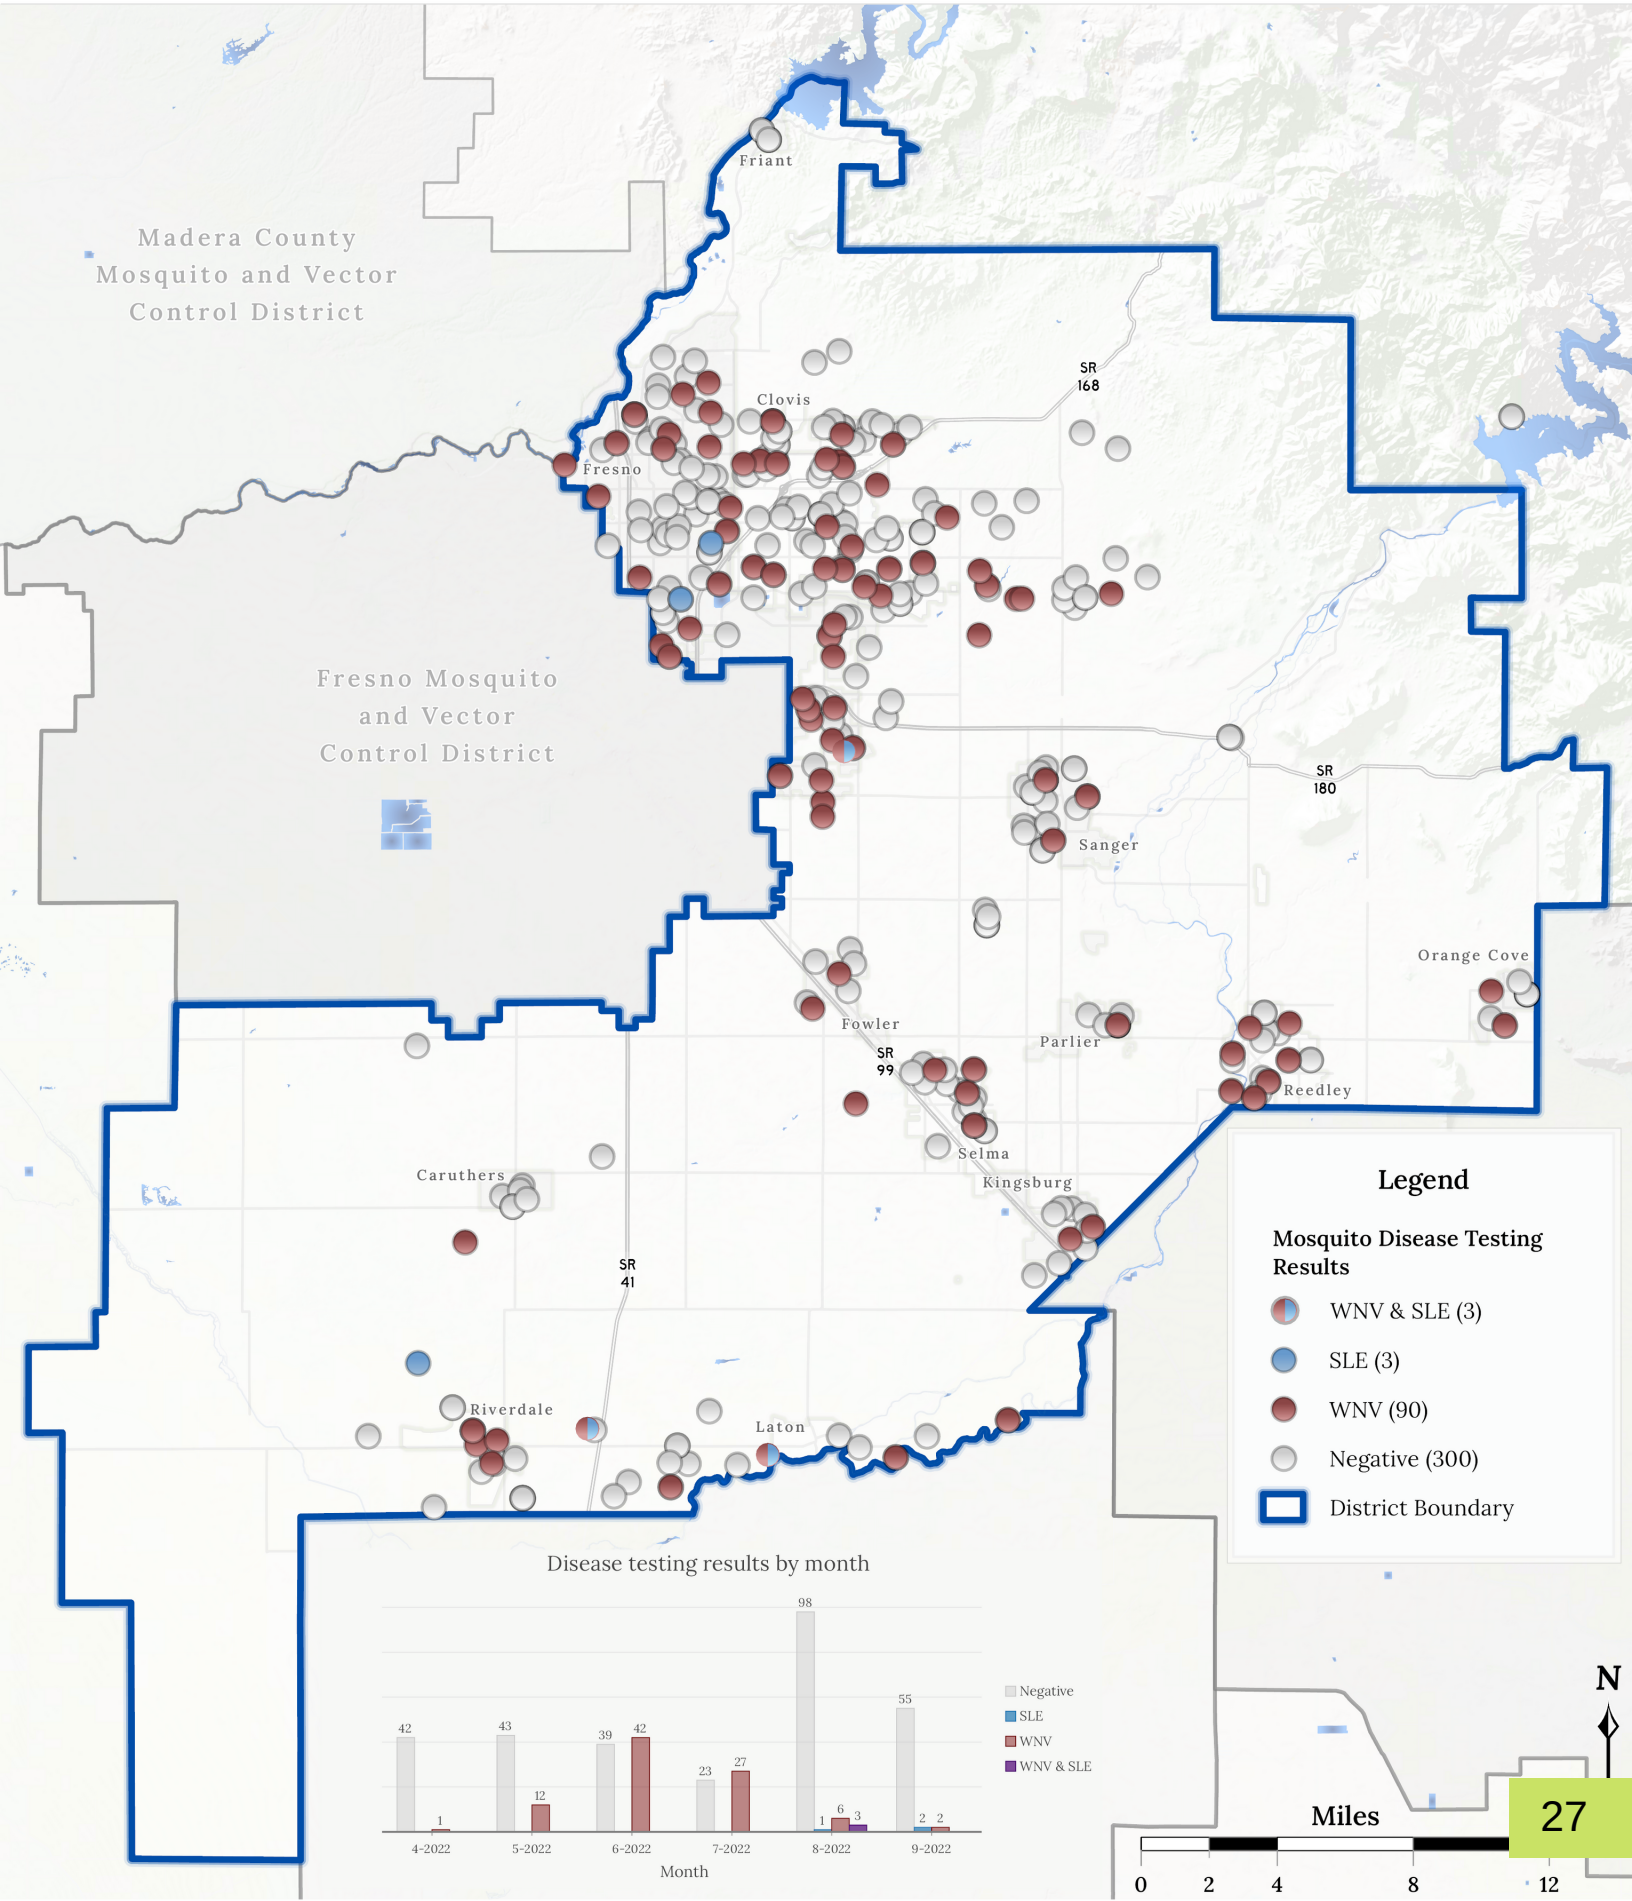 Friant
Madera County
Mosquito and Vector
Control District
SR
168
Clovis
Fresno
Fresno Mosquito
and Vector
Control District
SR
180
Sanger
Orange Cove
Fowler
Parlier
SR
99
Reedley
Selma
Caruthers
Kingsburg
SR
41
Riverdale
Laton
Legend
Mosquito Disease Testing
Results
WNV & SLE (3)
SLE (3)
WNV (90)
Negative (300)
District Boundary
Disease testing results by month
98
55
42
43
39
42
23
27
12
1
1
6
3
2
2
Negative
SLE
WNV
WNV & SLE
4-2022
5-2022
6-2022
7-2022
8-2022
9-2022
Month
N
27
Miles
0 2 4 8 12